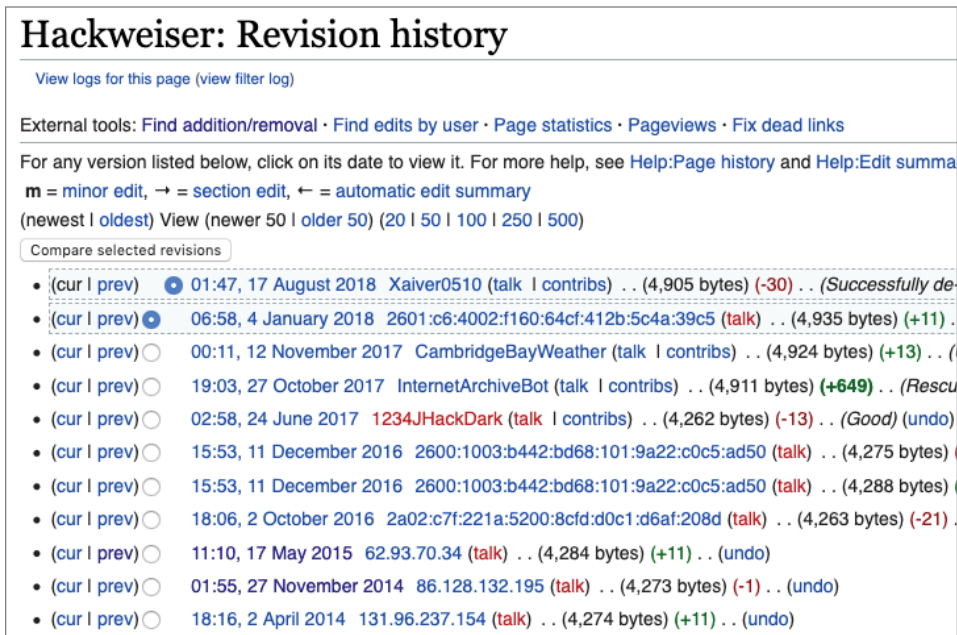 Hackweiser: Revision history
View logs for this page (view filter log)
External tools: Find addition/removal · Find edits by user · Page statistics · Pageviews · Fix dead links
For any version listed below, click on its date to view it. For more help, see Help:Page history and Help:Edit summa
m = minor edit, → = section edit, ← = automatic edit summary
(newest | oldest) View (newer 50 | older 50) (20 | 50 | 100 | 250 | 500)
Compare selected revisions
• (cur | prev) 01:47, 17 August 2018 Xaiver0510 (talk | contribs) . . (4,905 bytes) (-30) . . (Successfully de-
• (cur | prev) 06:58, 4 January 2018 2601:c6:4002:f160:64cf:412b:5c4a:39c5 (talk) . . (4,935 bytes) (+11) .
• (cur | prev) 00:11, 12 November 2017 CambridgeBayWeather (talk | contribs) . . (4,924 bytes) (+13) . . (
• (cur | prev) 19:03, 27 October 2017 InternetArchiveBot (talk | contribs) . . (4,911 bytes) (+649) . . (Rescu
• (cur | prev) 02:58, 24 June 2017 1234JHackDark (talk | contribs) . . (4,262 bytes) (-13) . . (Good) (undo)
• (cur | prev) 15:53, 11 December 2016 2600:1003:b442:bd68:101:9a22:c0c5:ad50 (talk) . . (4,275 bytes) (
• (cur | prev) 15:53, 11 December 2016 2600:1003:b442:bd68:101:9a22:c0c5:ad50 (talk) . . (4,288 bytes) (
• (cur | prev) 18:06, 2 October 2016 2a02:c7f:221a:5200:8cfd:d0c1:d6af:208d (talk) . . (4,263 bytes) (-21) .
• (cur | prev) 11:10, 17 May 2015 62.93.70.34 (talk) . . (4,284 bytes) (+11) . . (undo)
• (cur | prev) 01:55, 27 November 2014 86.128.132.195 (talk) . . (4,273 bytes) (-1) . . (undo)
• (cur | prev) 18:16, 2 April 2014 131.96.237.154 (talk) . . (4,274 bytes) (+11) . . (undo)